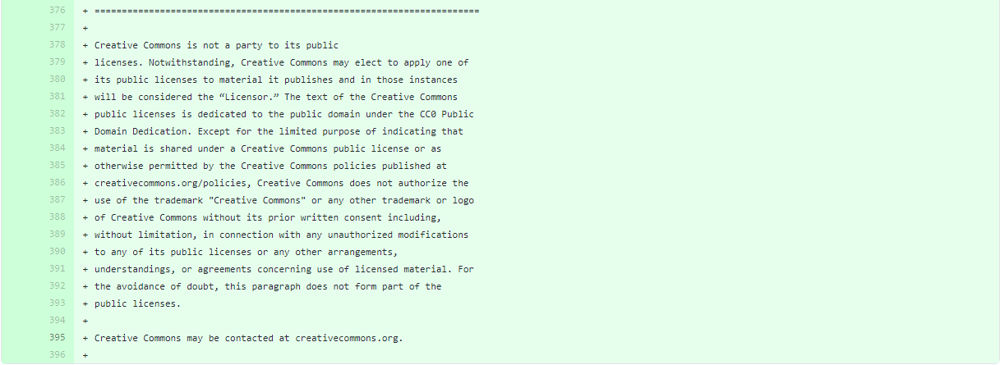 376 + =======================================================================
377 +
378 + Creative Commons is not a party to its public
379 + licenses. Notwithstanding, Creative Commons may elect to apply one of
380 + its public licenses to material it publishes and in those instances
381 + will be considered the “Licensor.” The text of the Creative Commons
382 + public licenses is dedicated to the public domain under the CC0 Public
383 + Domain Dedication. Except for the limited purpose of indicating that
384 + material is shared under a Creative Commons public license or as
385 + otherwise permitted by the Creative Commons policies published at
386 + creativecommons.org/policies, Creative Commons does not authorize the
387 + use of the trademark "Creative Commons" or any other trademark or logo
388 + of Creative Commons without its prior written consent including,
389 + without limitation, in connection with any unauthorized modifications
390 + to any of its public licenses or any other arrangements,
391 + understandings, or agreements concerning use of licensed material. For
392 + the avoidance of doubt, this paragraph does not form part of the
393 + public licenses.
394 +
395 + Creative Commons may be contacted at creativecommons.org.
396 +